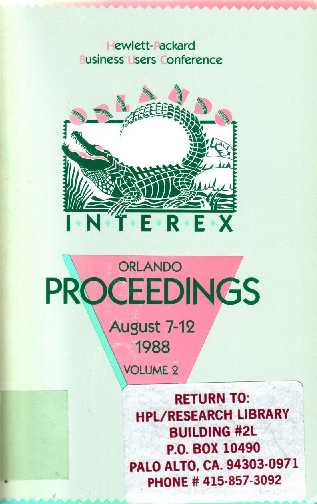 Hewlett-Packard
Business Users Conference
ORLANDO
I·N·T·E·R·E·X
ORLANDO
PROCEEDINGS
August 7-12
1988
VOLUME 2
RETURN TO:
HPL/RESEARCH LIBRARY
BUILDING #2L
P.O. BOX 10490
PALO ALTO, CA. 94303-0971
PHONE # 415-857-3092